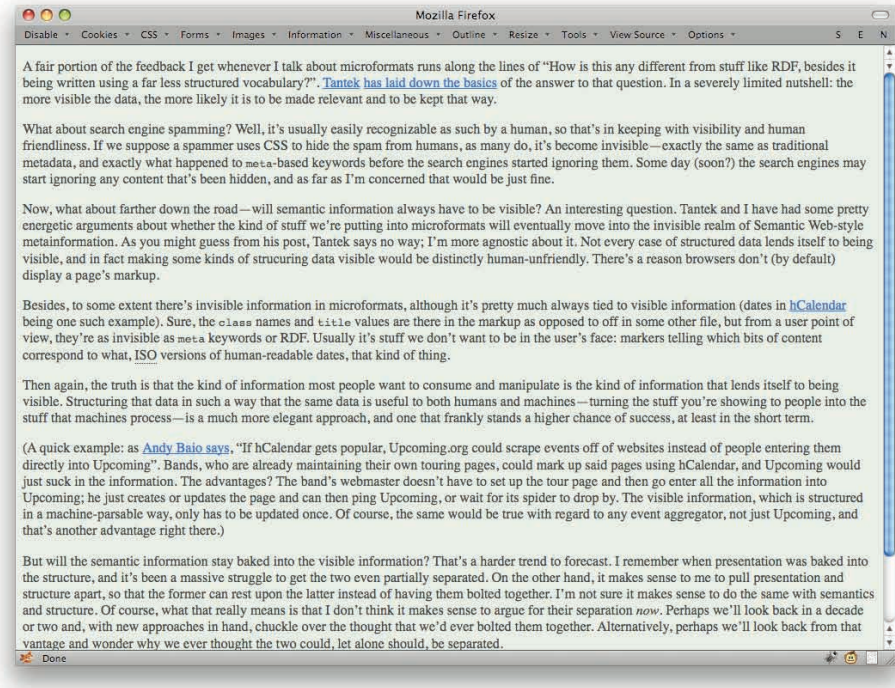 Mozilla Firefox
Disable Cookies CSS Forms Images Information Miscellaneous Outline Resize Tools View Source Options S E N
A fair portion of the feedback I get whenever I talk about microformats runs along the lines of “How is this any different from stuff like RDF, besides it
being written using a far less structured vocabulary?”. Tantek has laid down the basics of the answer to that question. In a severely limited nutshell: the
more visible the data, the more likely it is to be made relevant and to be kept that way.
What about search engine spamming? Well, it’s usually easily recognizable as such by a human, so that’s in keeping with visibility and human
friendliness. If we suppose a spammer uses CSS to hide the spam from humans, as many do, it’s become invisible—exactly the same as traditional
metadata, and exactly what happened to meta-based keywords before the search engines started ignoring them. Some day (soon?) the search engines may
start ignoring any content that’s been hidden, and as far as I’m concerned that would be just fine.
Now, what about farther down the road—will semantic information always have to be visible? An interesting question. Tantek and I have had some pretty
energetic arguments about whether the kind of stuff we’re putting into microformats will eventually move into the invisible realm of Semantic Web-style
metainformation. As you might guess from his post, Tantek says no way; I’m more agnostic about it. Not every case of structured data lends itself to being
visible, and in fact making some kinds of strucuring data visible would be distinctly human-unfriendly. There’s a reason browsers don’t (by default)
display a page’s markup.
Besides, to some extent there’s invisible information in microformats, although it’s pretty much always tied to visible information (dates in hCalendar
being one such example). Sure, the class names and title values are there in the markup as opposed to off in some other file, but from a user point of
view, they’re as invisible as meta keywords or RDF. Usually it’s stuff we don’t want to be in the user’s face: markers telling which bits of content
correspond to what, ISO versions of human-readable dates, that kind of thing.
Then again, the truth is that the kind of information most people want to consume and manipulate is the kind of information that lends itself to being
visible. Structuring that data in such a way that the same data is useful to both humans and machines—turning the stuff you’re showing to people into the
stuff that machines process—is a much more elegant approach, and one that frankly stands a higher chance of success, at least in the short term.
(A quick example: as Andy Baio says, “If hCalendar gets popular, Upcoming.org could scrape events off of websites instead of people entering them
directly into Upcoming”. Bands, who are already maintaining their own touring pages, could mark up said pages using hCalendar, and Upcoming would
just suck in the information. The advantages? The band’s webmaster doesn’t have to set up the tour page and then go enter all the information into
Upcoming; he just creates or updates the page and can then ping Upcoming, or wait for its spider to drop by. The visible information, which is structured
in a machine-parsable way, only has to be updated once. Of course, the same would be true with regard to any event aggregator, not just Upcoming, and
that’s another advantage right there.)
But will the semantic information stay baked into the visible information? That’s a harder trend to forecast. I remember when presentation was baked into
the structure, and it’s been a massive struggle to get the two even partially separated. On the other hand, it makes sense to me to pull presentation and
structure apart, so that the former can rest upon the latter instead of having them bolted together. I’m not sure it makes sense to do the same with semantics
and structure. Of course, what that really means is that I don’t think it makes sense to argue for their separation now. Perhaps we’ll look back in a decade
or two and, with new approaches in hand, chuckle over the thought that we’d ever bolted them together. Alternatively, perhaps we’ll look back from that
vantage and wonder why we ever thought the two could, let alone should, be separated.
Done